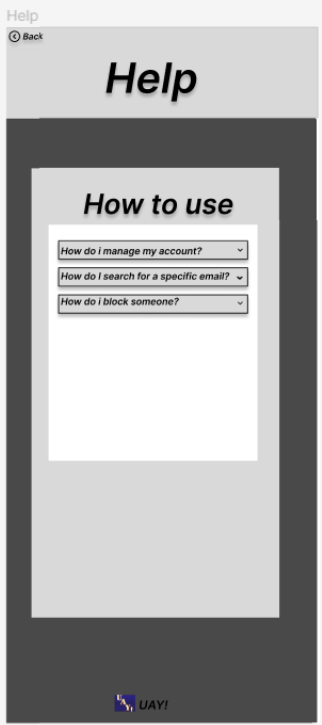 Help
Back
Help
How to use
How do i manage my account?
How do I search for a specific email?
How do i block someone?
UAY!